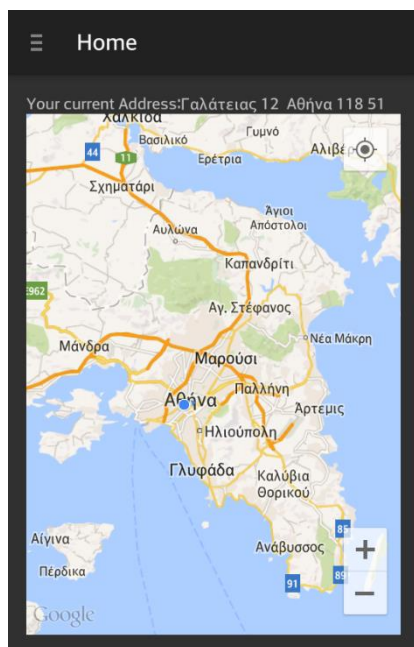 Home
Your current Address:Γαλάτειας 12 Αθήνα 118 51
Χαλκίδα
Βασιλικό
Γυμνό
44
11
Ερέτρια
Σχηματάρι
Άγιοι
Απόστολοι
Αυλώνα
Καπανδρίτι
E962
Αγ. Στέφανος
Νέα Μάκρη
Μάνδρα
Μαρούσι
Παλλήνη
Αθήνα
Άρτεμις
Ηλιούπολη
Γλυφάδα
Καλύβια
Θορικού
85
Αίγινα
Ανάβυσσος
+
Πέρδικα
91
89
−
Google